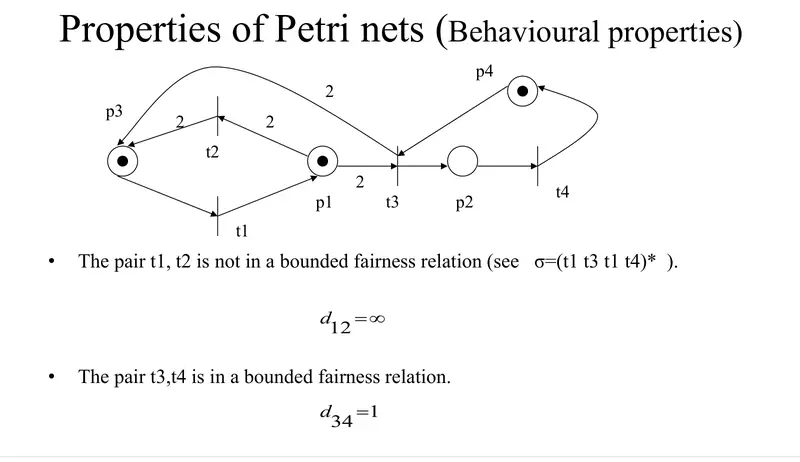 Properties of Petri nets (Behavioural properties)
p4
2
p3
2
2
t2
2
p1
t3
p2
t4
t1
• The pair t1, t2 is not in a bounded fairness relation (see σ=(t1 t3 t1 t4)* ).
d12=∞
• The pair t3,t4 is in a bounded fairness relation.
d34=1